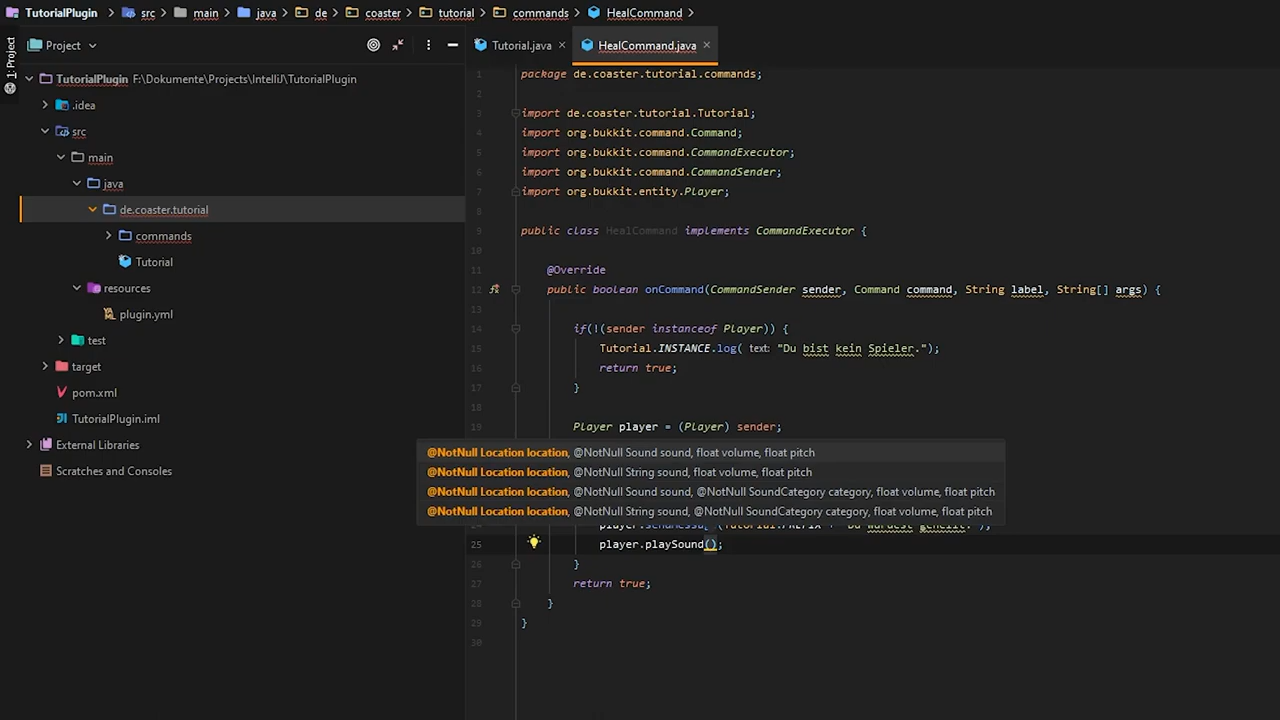 TutorialPlugin > src > main > java > de > coaster > tutorial > commands > HealCommand >
1: Project
Project
Tutorial.java ×
HealCommand.java ×
TutorialPlugin F:\Dokumente\Projects\IntelliJ\TutorialPlugin
.idea
src
main
java
de.coaster.tutorial
commands
Tutorial
resources
plugin.yml
test
target
pom.xml
TutorialPlugin.iml
External Libraries
Scratches and Consoles
1 package de.coaster.tutorial.commands;
2
3 import de.coaster.tutorial.Tutorial;
4 import org.bukkit.command.Command;
5 import org.bukkit.command.CommandExecutor;
6 import org.bukkit.command.CommandSender;
7 import org.bukkit.entity.Player;
8
9 public class HealCommand implements CommandExecutor {
10
11 @Override
12 public boolean onCommand(CommandSender sender, Command command, String label, String[] args) {
13
14 if(!(sender instanceof Player)) {
15 Tutorial.INSTANCE.log( text: "Du bist kein Spieler.");
16 return true;
17 }
18
19 Player player = (Player) sender;
@NotNull Location location, @NotNull Sound sound, float volume, float pitch
@NotNull Location location, @NotNull String sound, float volume, float pitch
@NotNull Location location, @NotNull Sound sound, @NotNull SoundCategory category, float volume, float pitch
@NotNull Location location, @NotNull String sound, @NotNull SoundCategory category, float volume, float pitch
24 (Tutorial.PREFIX + "Du wurdest geheilt.");
25 player.playSound();
26 }
27 return true;
28 }
29 }
30